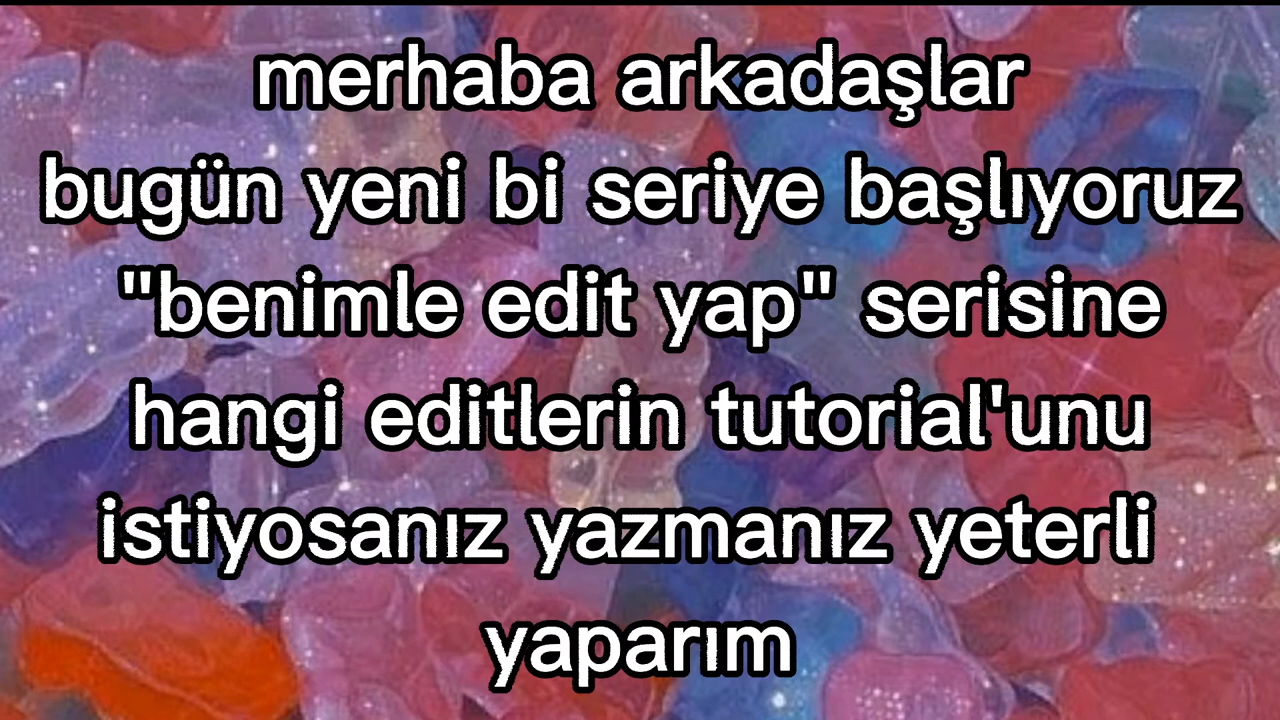 merhaba arkadaşlar
bugün yeni bi seriye başlıyoruz
"benimle edit yap" serisine
hangi editlerin tutorial'unu
istiyosanız yazmanız yeterli
yaparım